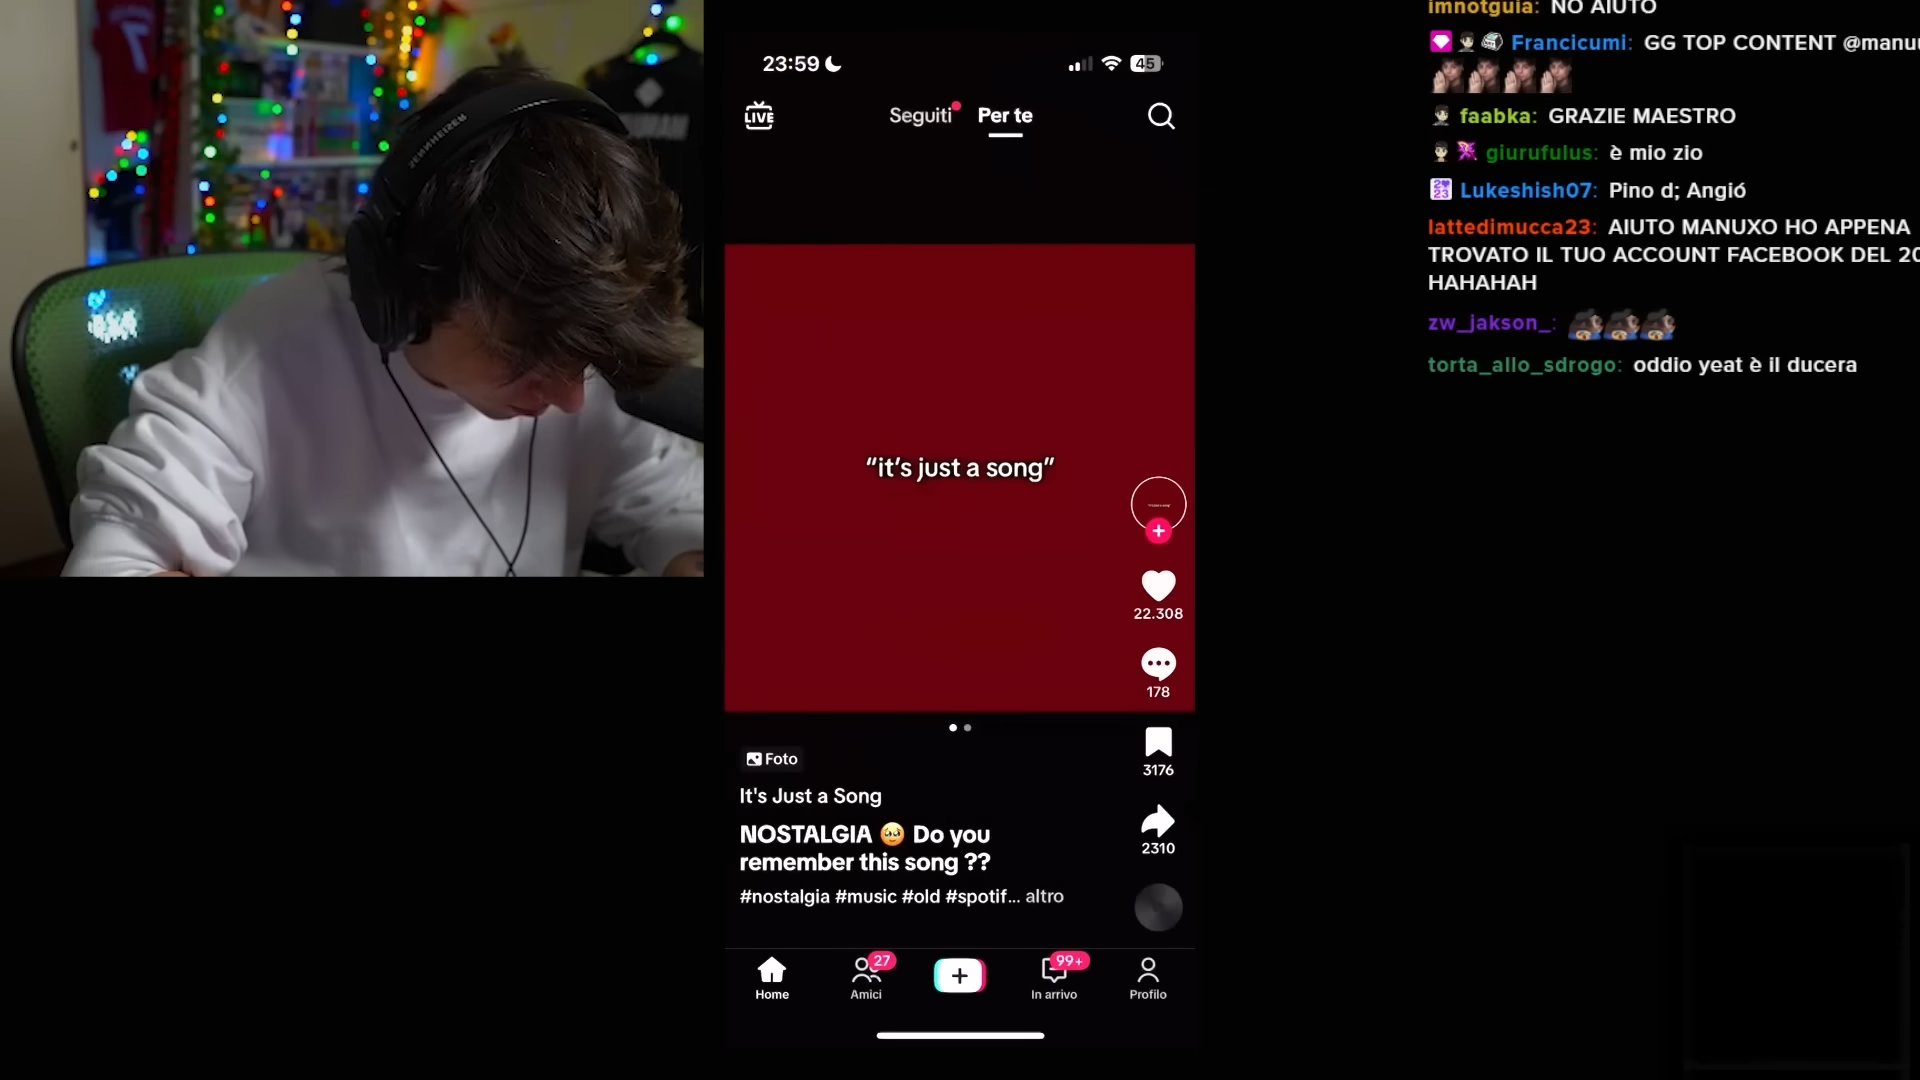 SENNHEISER
23:59
45
LIVE
Seguiti
Per te
“it’s just a song”
22.308
178
3176
2310
Foto
It's Just a Song
NOSTALGIA 🥹 Do you
remember this song ??
#nostalgia #music #old #spotif... altro
Home
27
Amici
99+
In arrivo
Profilo
imnotguia: NO AIUTO
Francicumi: GG TOP CONTENT
faabka: GRAZIE MAESTRO
giurufulus: è mio zio
Lukeshish07: Pino d; Angió
lattedimucca23: AIUTO MANUXO HO APPENA
TROVATO IL TUO ACCOUNT FACEBOOK DEL
HAHAHAH
zw_jakson_:
torta_allo_sdrogo: oddio yeat è il ducera